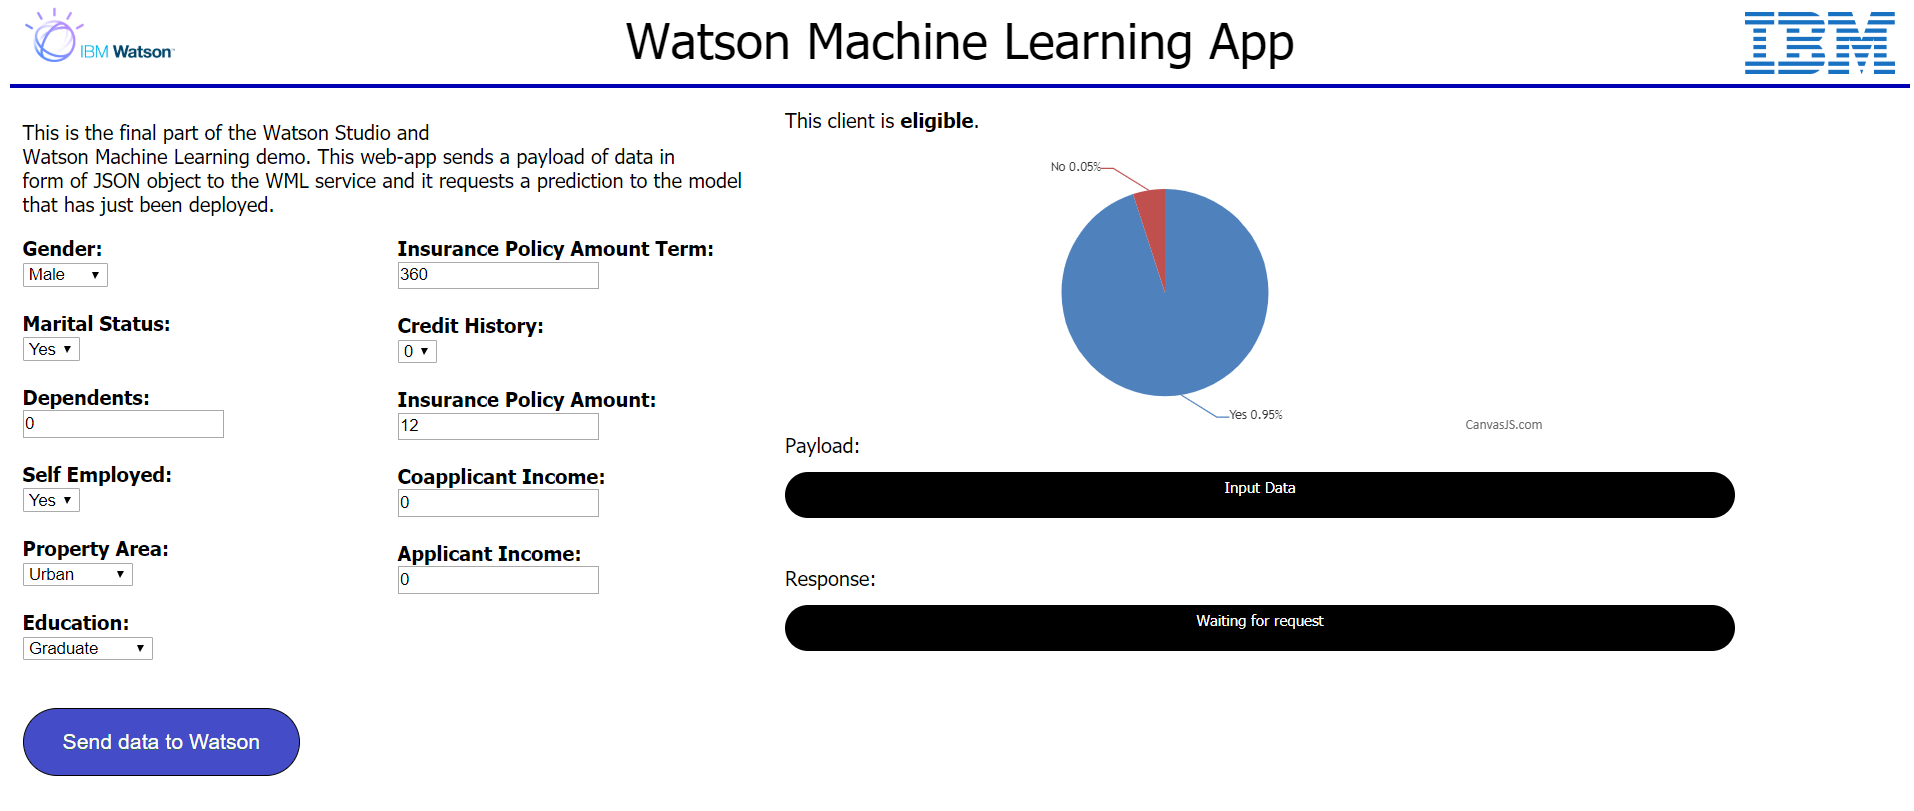 IBM Watson™
Watson Machine Learning App
IBM
This is the final part of the Watson Studio and
Watson Machine Learning demo. This web-app sends a payload of data in
form of JSON object to the WML service and it requests a prediction to the model
that has just been deployed.
Gender:
Male
Marital Status:
Yes
Dependents:
0
Self Employed:
Yes
Property Area:
Urban
Education:
Graduate
Insurance Policy Amount Term:
360
Credit History:
0
Insurance Policy Amount:
12
Coapplicant Income:
0
Applicant Income:
0
Send data to Watson
This client is eligible.
No 0.05%
Yes 0.95%
CanvasJS.com
Payload:
Input Data
Response:
Waiting for request